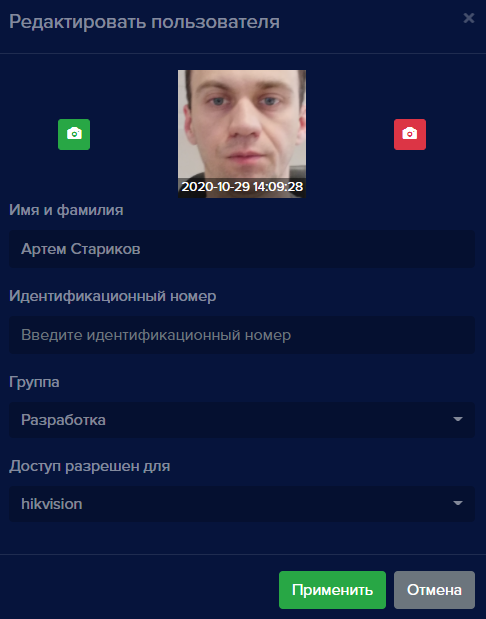 Редактировать пользователя
×
2020-10-29 14:09:28
Имя и фамилия
Артем Стариков
Идентификационный номер
Введите идентификационный номер
Группа
Разработка
Доступ разрешен для
hikvision
Применить Отмена